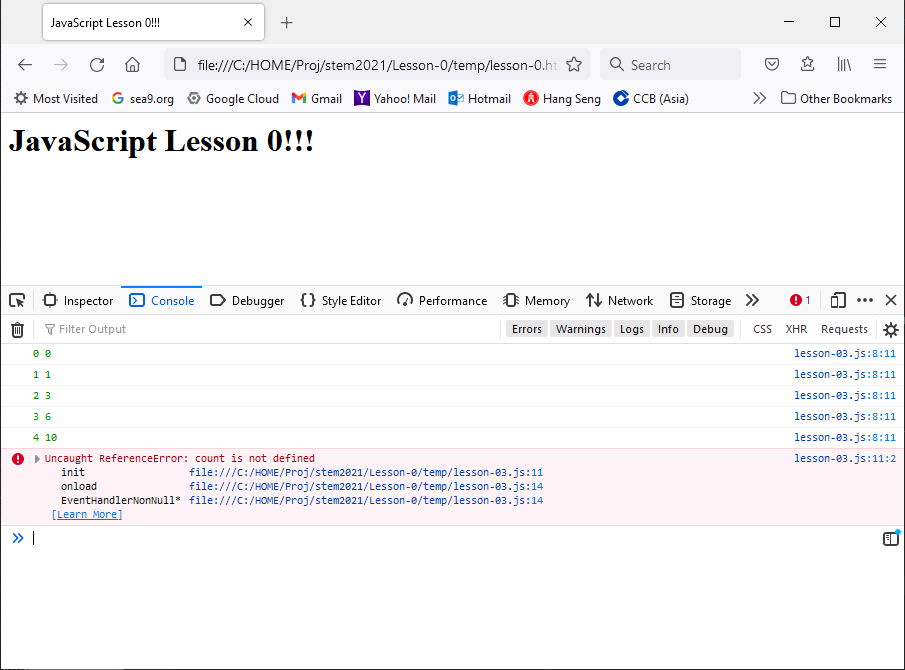 JavaScript Lesson 0!!!
file:///C:/HOME/Proj/stem2021/Lesson-0/temp/lesson-0.ht
Search
Most Visited
sea9.org
Google Cloud
Gmail
Yahoo! Mail
Hotmail
Hang Seng
CCB (Asia)
Other Bookmarks
JavaScript Lesson 0!!!
Inspector
Console
Debugger
Style Editor
Performance
Memory
Network
Storage
1
Filter Output
Errors
Warnings
Logs
Info
Debug
CSS
XHR
Requests
0 0 lesson-03.js:8:11
1 1 lesson-03.js:8:11
2 3 lesson-03.js:8:11
3 6 lesson-03.js:8:11
4 10 lesson-03.js:8:11
Uncaught ReferenceError: count is not defined lesson-03.js:11:2
init file:///C:/HOME/Proj/stem2021/Lesson-0/temp/lesson-03.js:11
onload file:///C:/HOME/Proj/stem2021/Lesson-0/temp/lesson-03.js:14
EventHandlerNonNull* file:///C:/HOME/Proj/stem2021/Lesson-0/temp/lesson-03.js:14
[Learn More]